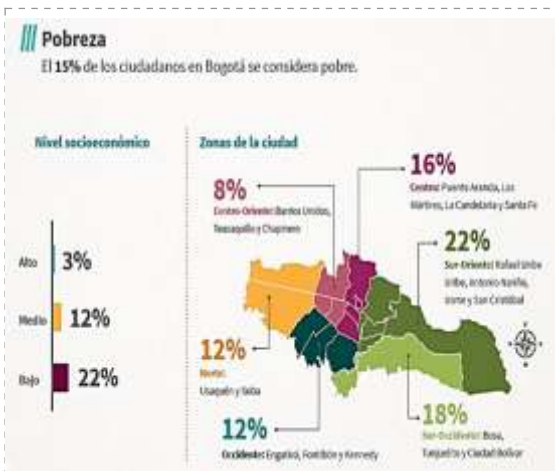 Pobreza
El 15% de los ciudadanos en Bogotá se considera pobre.
Nivel socioeconómico
Alto 3%
Medio 12%
Bajo 22%
Zonas de la ciudad
8%
Centro-Oriente: Barrios Unidos,
Teusaquillo y Chapinero
16%
Centro: Puente Aranda, Los
Mártires, La Candelaria y Santa Fe
22%
Sur-Oriente: Rafael Uribe
Uribe, Antonio Nariño,
Usme y San Cristóbal
12%
Norte:
Usaquén y Suba
12%
Occidente: Engativá, Fontibón y Kennedy
18%
Sur-Occidente: Bosa,
Tunjuelito y Ciudad Bolívar